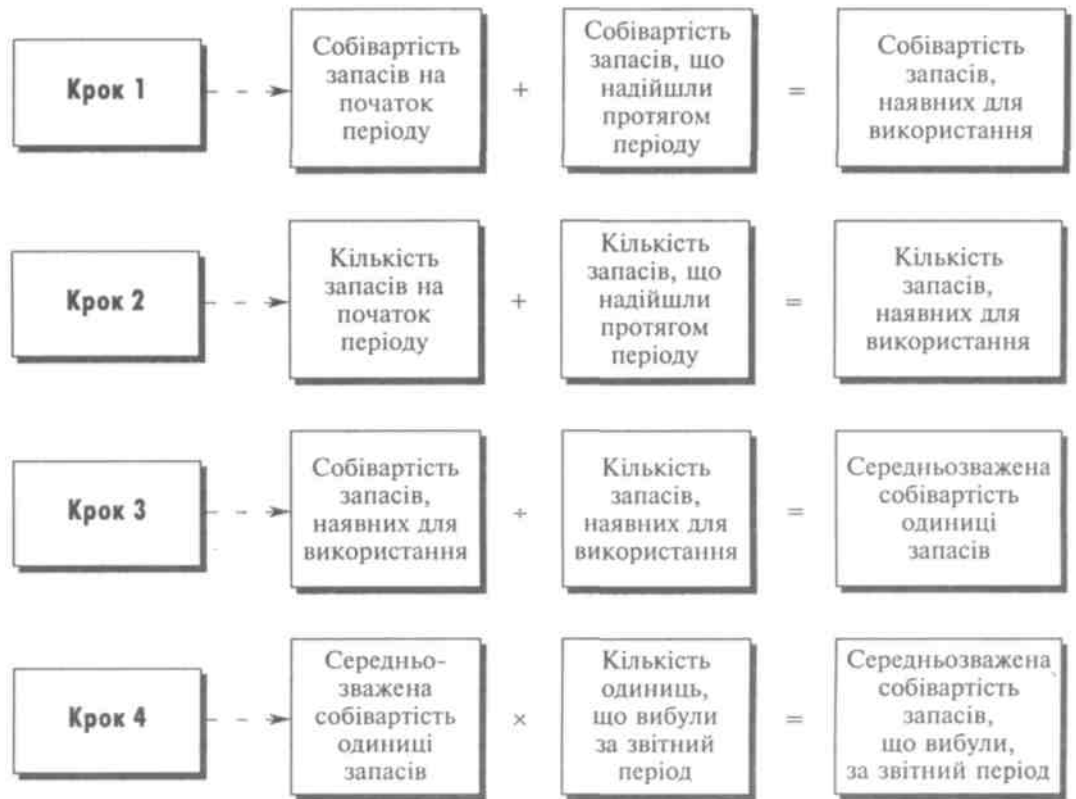 Крок 1
Собівартість
запасів на
початок
періоду
+
Собівартість
запасів, що
надійшли
протягом
періоду
=
Собівартість
запасів,
наявних для
використання
Крок 2
Кількість
запасів на
початок
періоду
+
Кількість
запасів, що
надійшли
протягом
періоду
=
Кількість
запасів,
наявних для
використання
Крок 3
Собівартість
запасів,
наявних для
використання
÷
Кількість
запасів,
наявних для
використання
=
Середньозважена
собівартість
одиниці
запасів
Крок 4
Середньо-
зважена
собівартість
одиниці
запасів
×
Кількість
одиниць,
що вибули
за звітний
період
=
Середньозважена
собівартість
запасів,
що вибули,
за звітний період